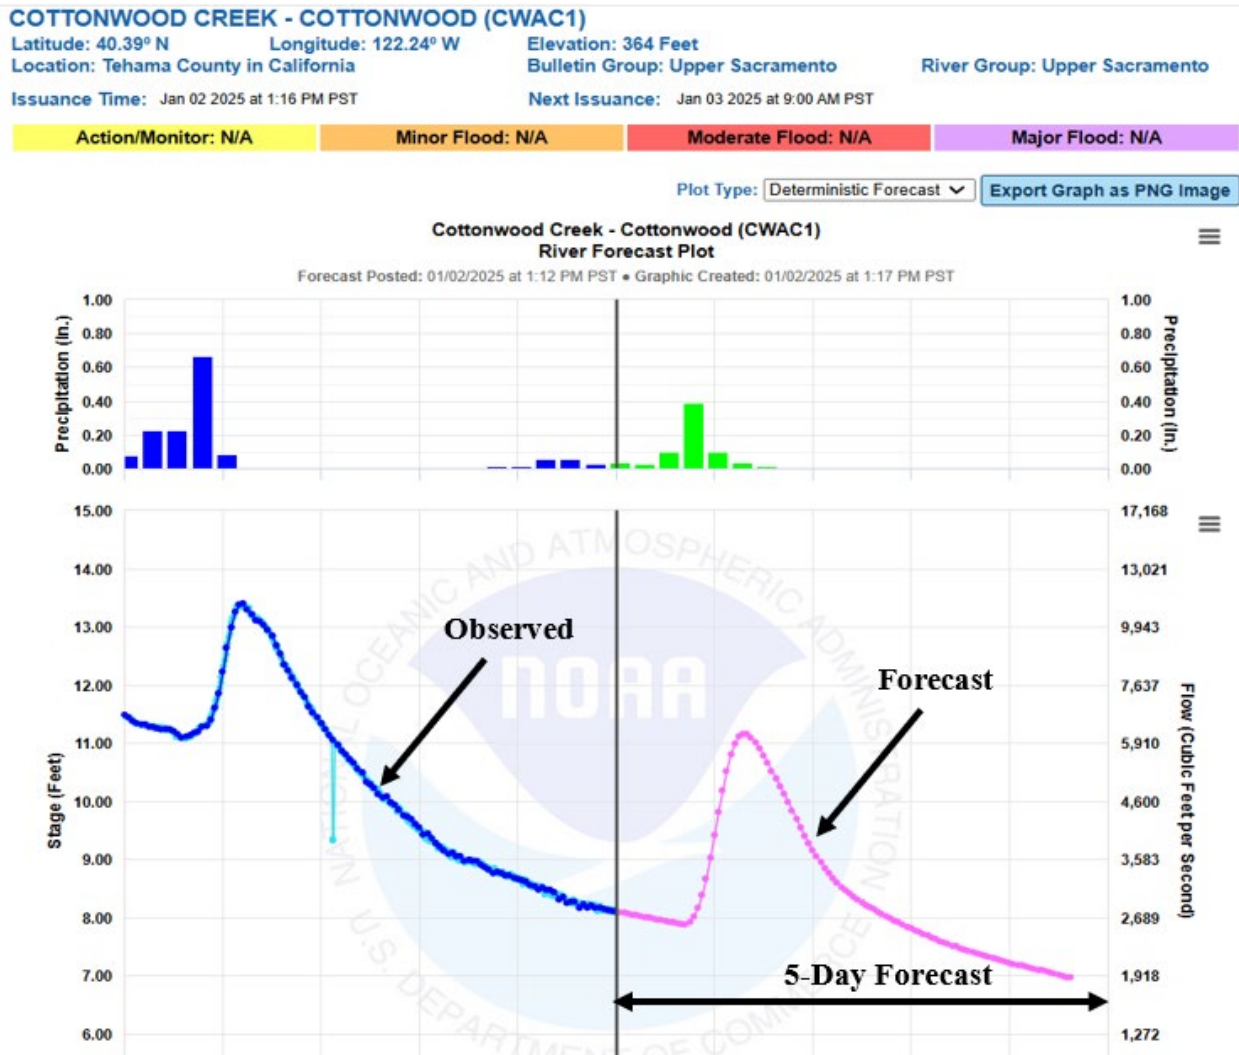 COTTONWOOD CREEK - COTTONWOOD (CWAC1)
Latitude: 40.39º N Longitude: 122.24º W Elevation: 364 Feet
Location: Tehama County in California Bulletin Group: Upper Sacramento River Group: Upper Sacramento
Issuance Time: Jan 02 2025 at 1:16 PM PST Next Issuance: Jan 03 2025 at 9:00 AM PST
Action/Monitor: N/A Minor Flood: N/A Moderate Flood: N/A Major Flood: N/A
Plot Type: Deterministic Forecast Export Graph as PNG Image
Cottonwood Creek - Cottonwood (CWAC1)
River Forecast Plot
Forecast Posted: 01/02/2025 at 1:12 PM PST ● Graphic Created: 01/02/2025 at 1:17 PM PST
Precipitation (In.)
1.00 1.00
0.80 0.80
0.60 0.60
0.40 0.40
0.20 0.20
0.00 0.00
Precipitation (In.)
15.00 17,168
14.00 13,021
13.00 9,943
12.00 7,637
11.00 5,910
10.00 4,600
9.00 3,583
8.00 2,689
7.00 1,918
6.00 1,272
Stage (Feet)
Flow (Cubic Feet per Second)
Observed
Forecast
5-Day Forecast
NATIONAL OCEANIC AND ATMOSPHERIC ADMINISTRATION
NOAA
U.S. DEPARTMENT OF COMMERCE